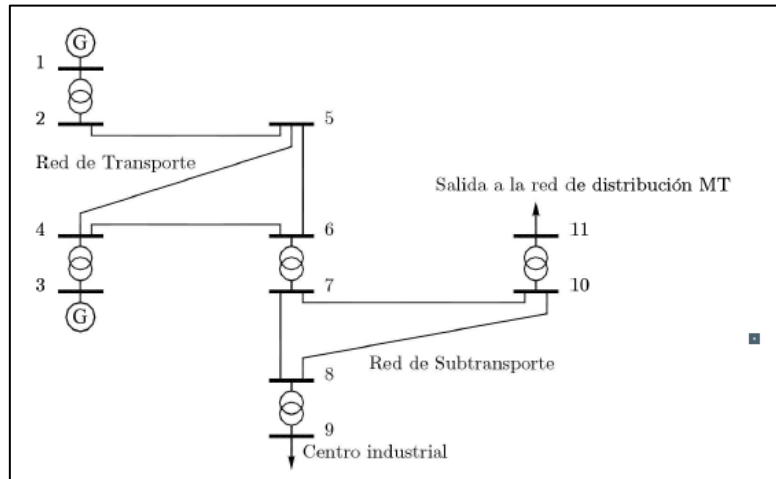 G
1
2
5
Red de Transporte
Salida a la red de distribución MT
4
6
11
3
7
10
G
8
Red de Subtransporte
9
Centro industrial